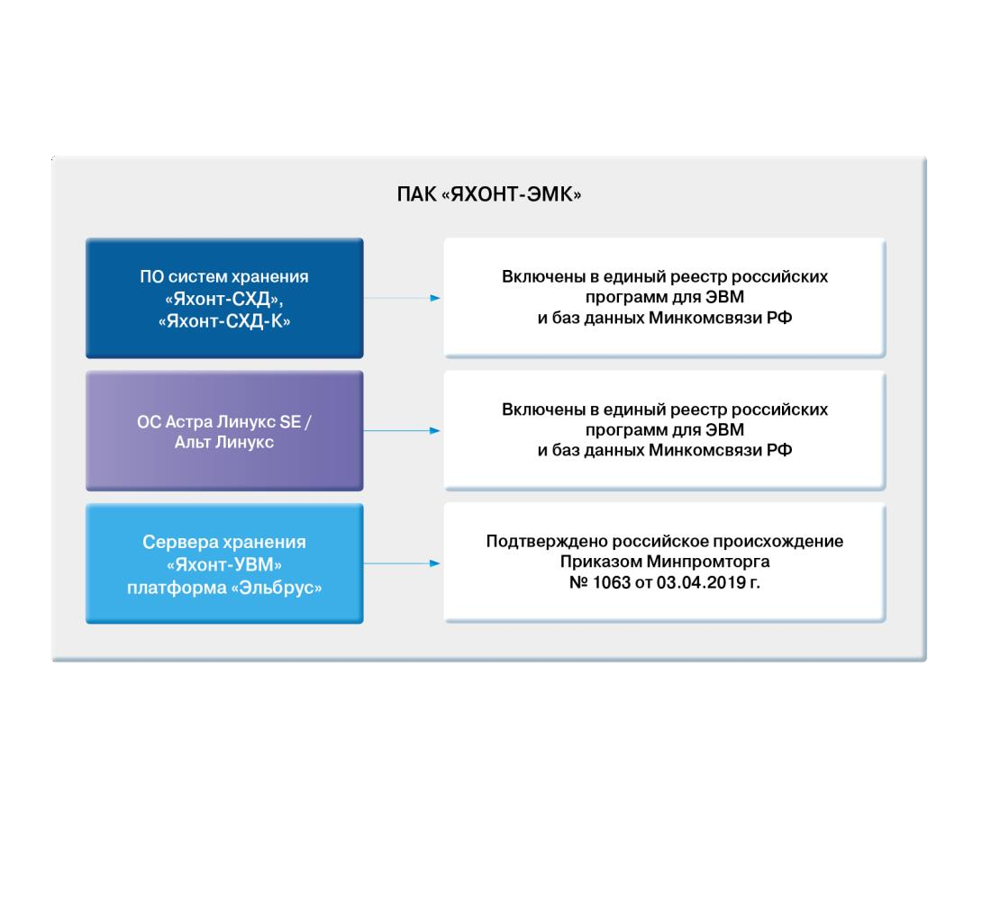 ПАК «ЯХОНТ-ЭМК»
ПО систем хранения
«Яхонт-СХД»,
«Яхонт-СХД-К»
Включены в единый реестр российских
программ для ЭВМ
и баз данных Минкомсвязи РФ
ОС Астра Линукс SE /
Альт Линукс
Включены в единый реестр российских
программ для ЭВМ
и баз данных Минкомсвязи РФ
Сервера хранения
«Яхонт-УВМ»
платформа «Эльбрус»
Подтверждено российское происхождение
Приказом Минпромторга
№ 1063 от 03.04.2019 г.